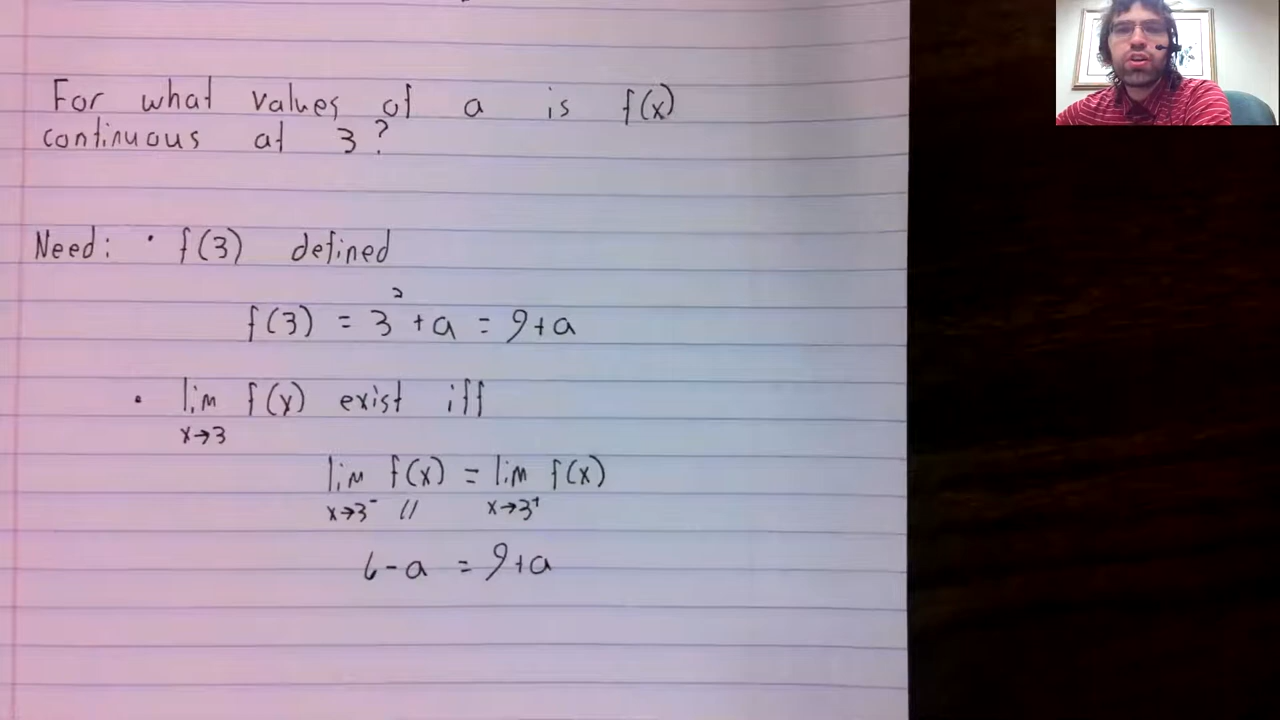 For what values of a is f(x)
continuous at 3?
Need: • f(3) defined
f(3) = 3² + a = 9+a
• lim f(x) exist iff
x→3
lim f(x) = lim f(x)
x→3⁻ // x→3⁺
6-a = 9+a